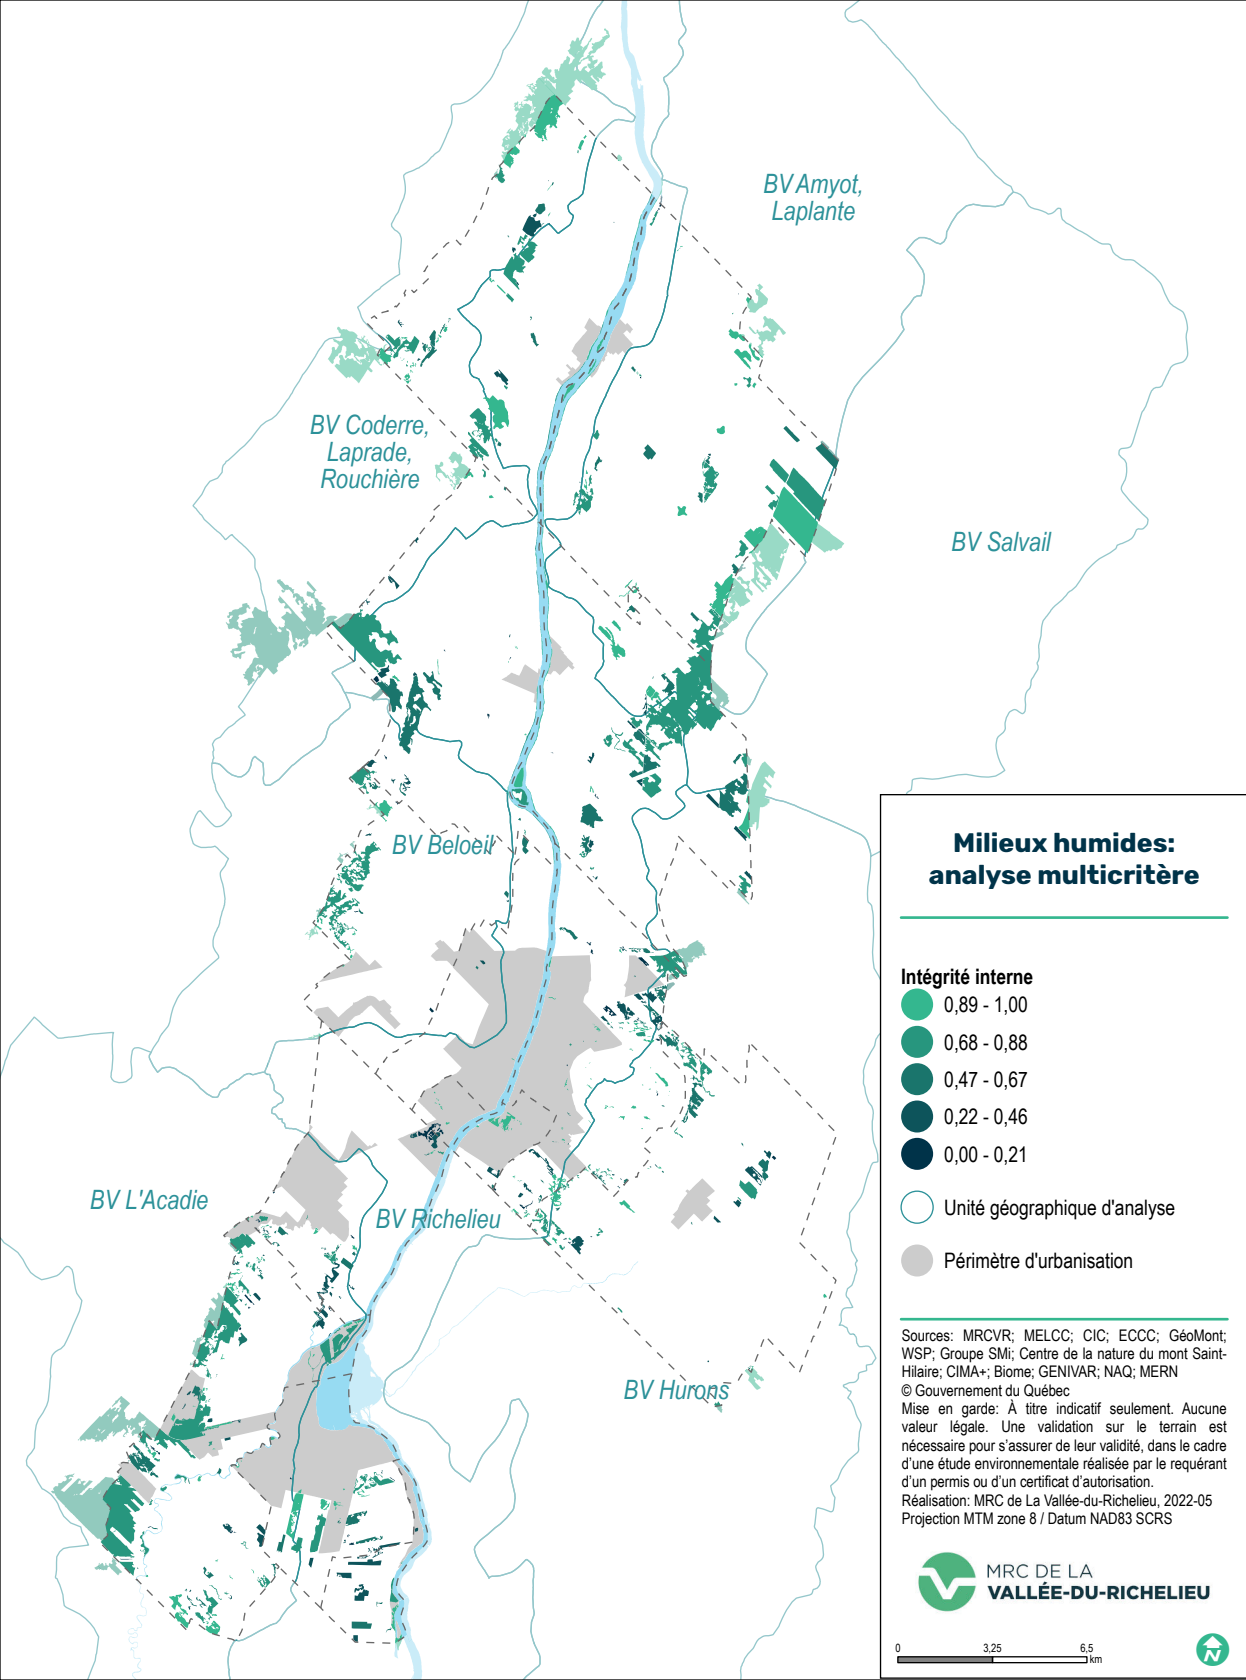 BV Amyot,
Laplante
BV Coderre,
Laprade,
Rouchière
BV Salvail
BV Beloeil
BV L'Acadie
BV Richelieu
BV Hurons
Milieux humides:
analyse multicritère
Intégrité interne
0,89 - 1,00
0,68 - 0,88
0,47 - 0,67
0,22 - 0,46
0,00 - 0,21
Unité géographique d'analyse
Périmètre d'urbanisation
Sources: MRCVR; MELCC; CIC; ECCC; GéoMont;
WSP; Groupe SMi; Centre de la nature du mont Saint-
Hilaire; CIMA+; Biome; GENIVAR; NAQ; MERN
© Gouvernement du Québec
Mise en garde: À titre indicatif seulement. Aucune
valeur légale. Une validation sur le terrain est
nécessaire pour s'assurer de leur validité, dans le cadre
d'une étude environnementale réalisée par le requérant
d'un permis ou d'un certificat d'autorisation.
Réalisation: MRC de La Vallée-du-Richelieu, 2022-05
Projection MTM zone 8 / Datum NAD83 SCRS
MRC DE LA
VALLÉE-DU-RICHELIEU
0 3,25 6,5
km
N